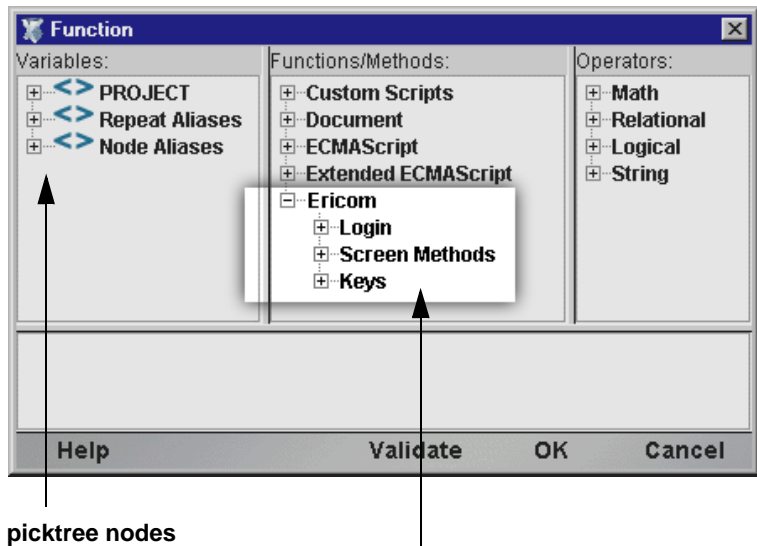 Function
Variables:
PROJECT
Repeat Aliases
Node Aliases
Functions/Methods:
Custom Scripts
Document
ECMAScript
Extended ECMAScript
Ericom
Login
Screen Methods
Keys
Operators:
Math
Relational
Logical
String
Help Validate OK Cancel
picktree nodes